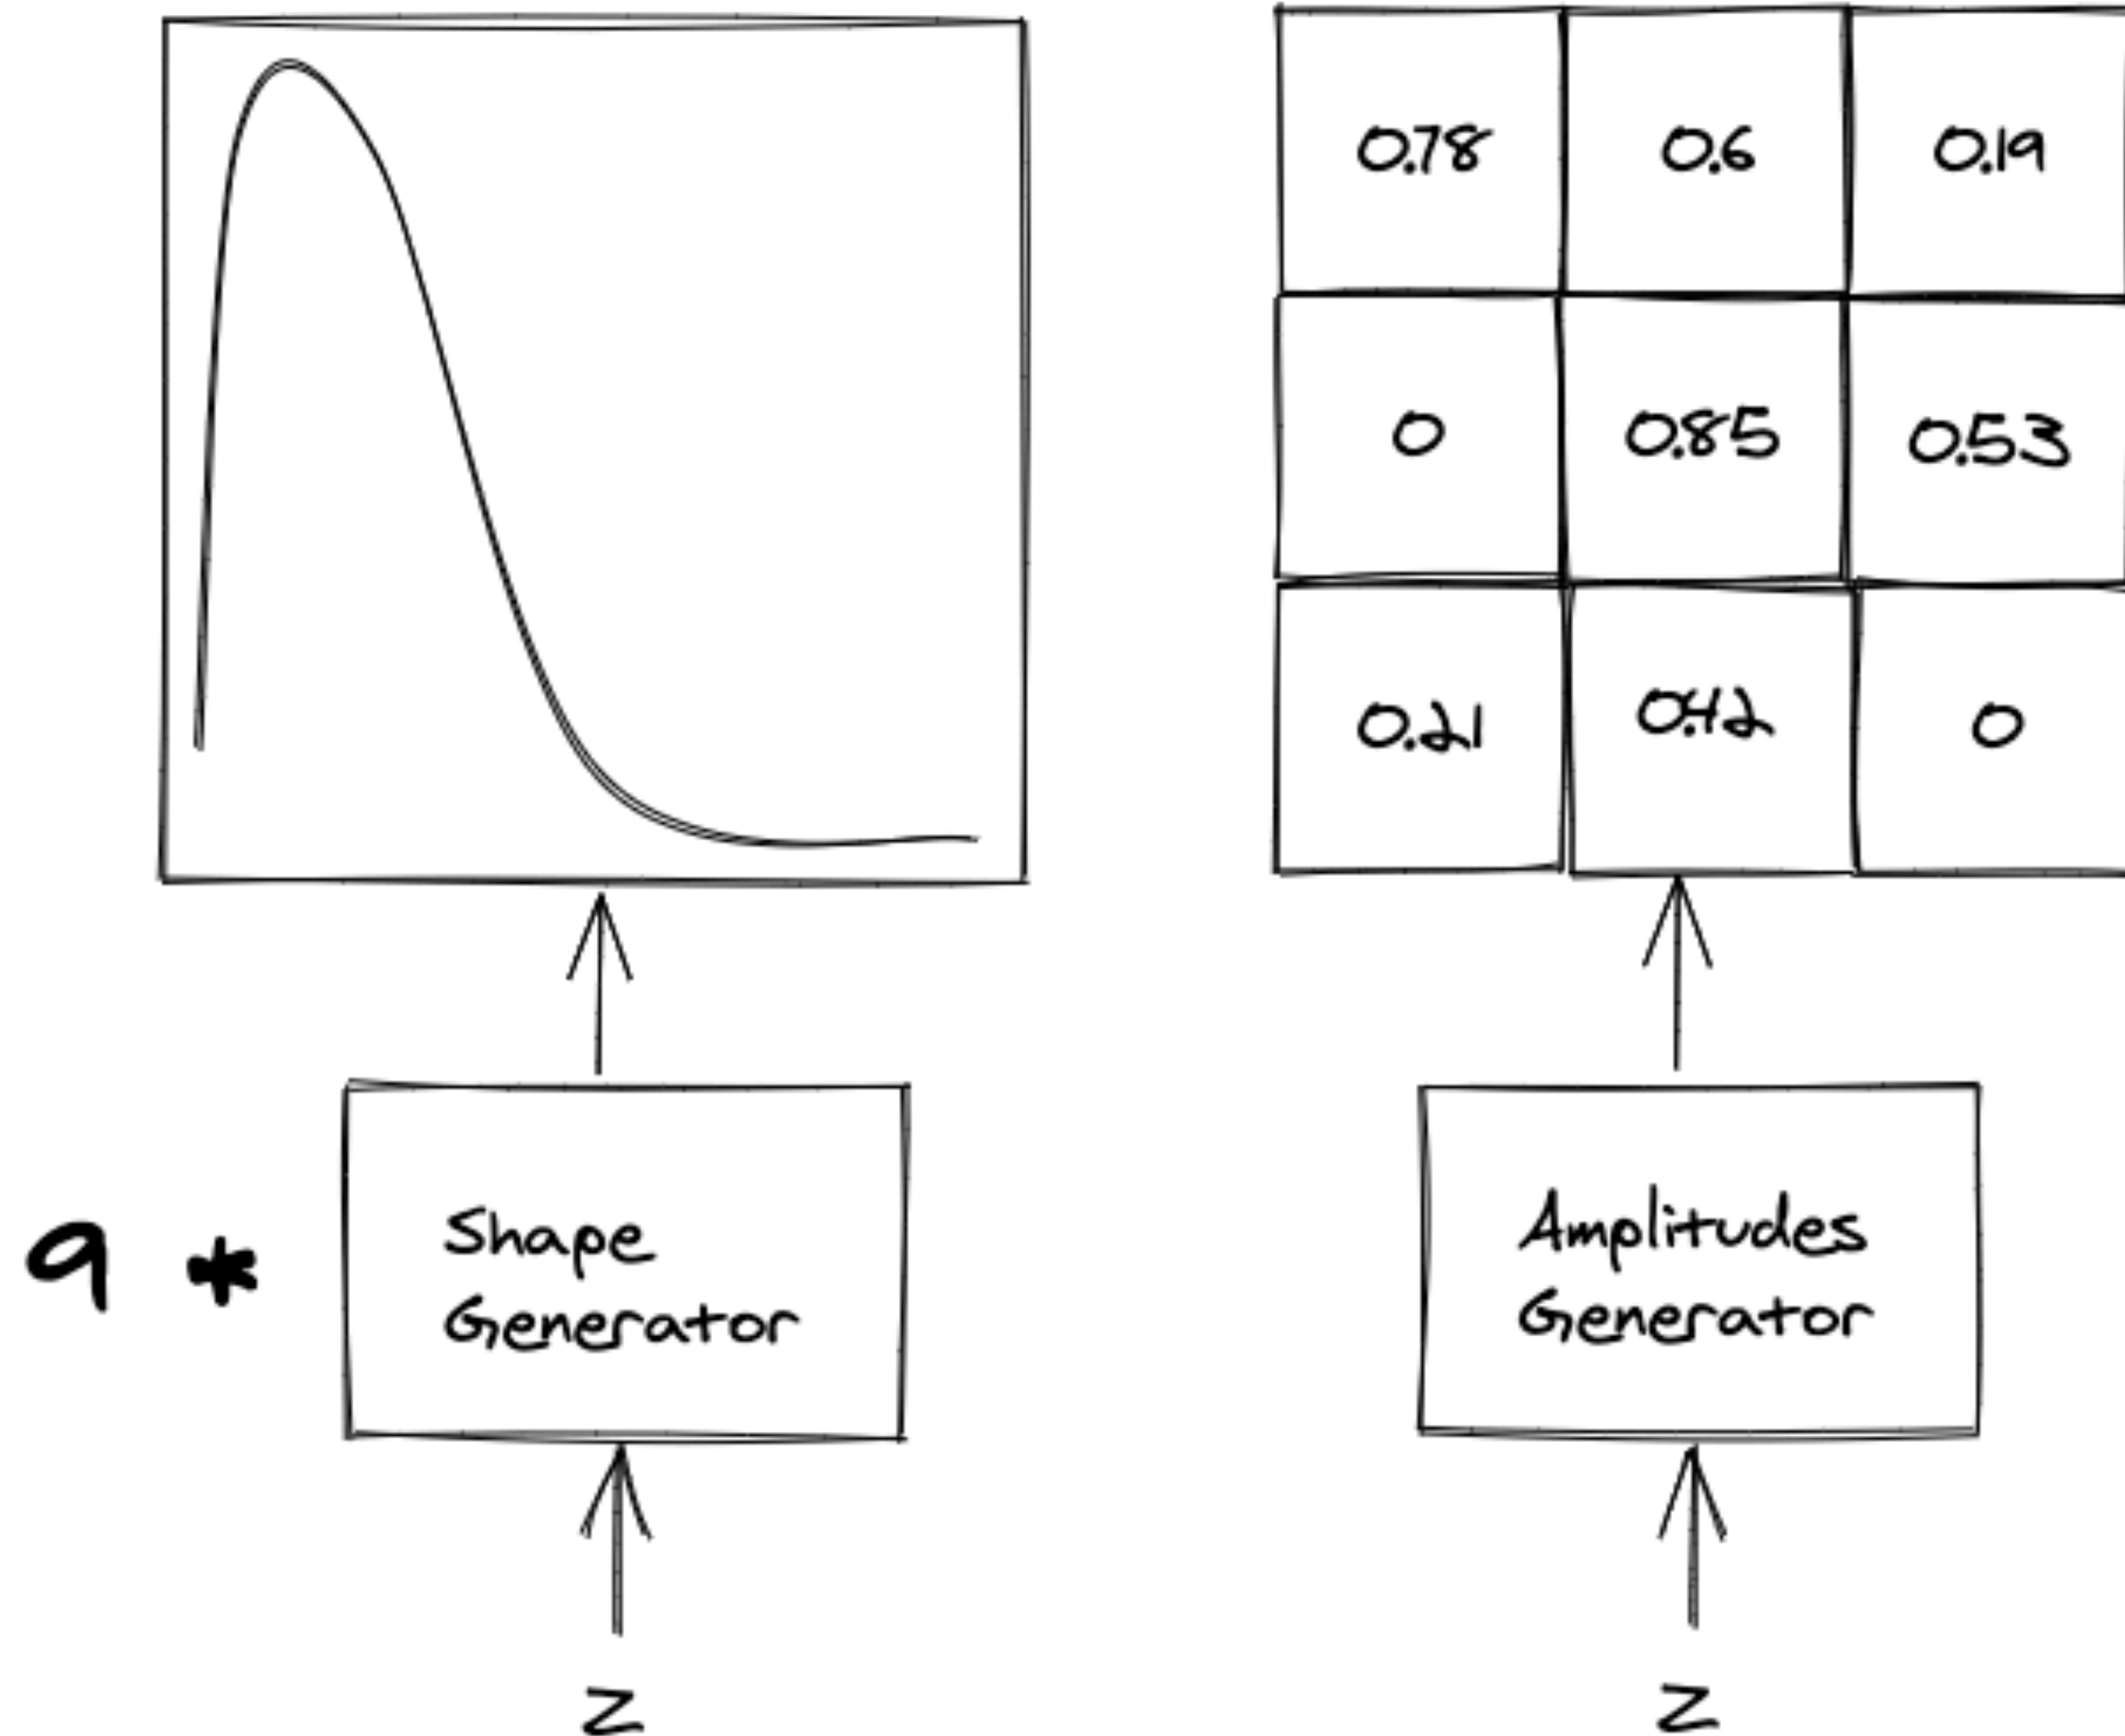 0.78 0.6 0.19
0 0.85 0.53
0.21 0.42 0
9 *
Shape
Generator
Amplitudes
Generator
z
z